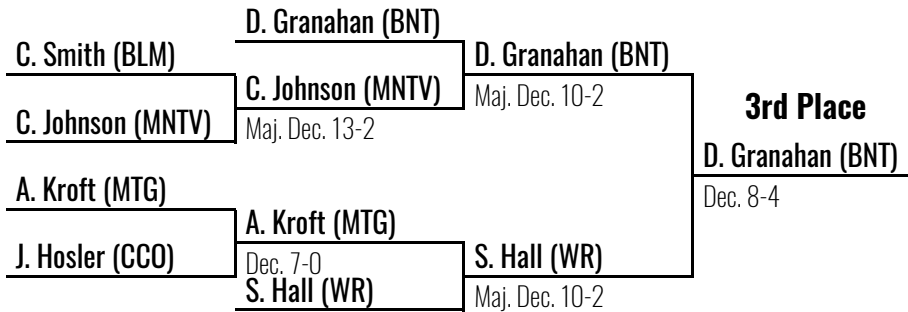 D. Granahan (BNT)
C. Smith (BLM)
D. Granahan (BNT)
C. Johnson (MNTV)
Maj. Dec. 10-2
3rd Place
C. Johnson (MNTV)
Maj. Dec. 13-2
D. Granahan (BNT)
A. Kroft (MTG)
Dec. 8-4
A. Kroft (MTG)
J. Hosler (CCO)
Dec. 7-0
S. Hall (WR)
S. Hall (WR)
Maj. Dec. 10-2